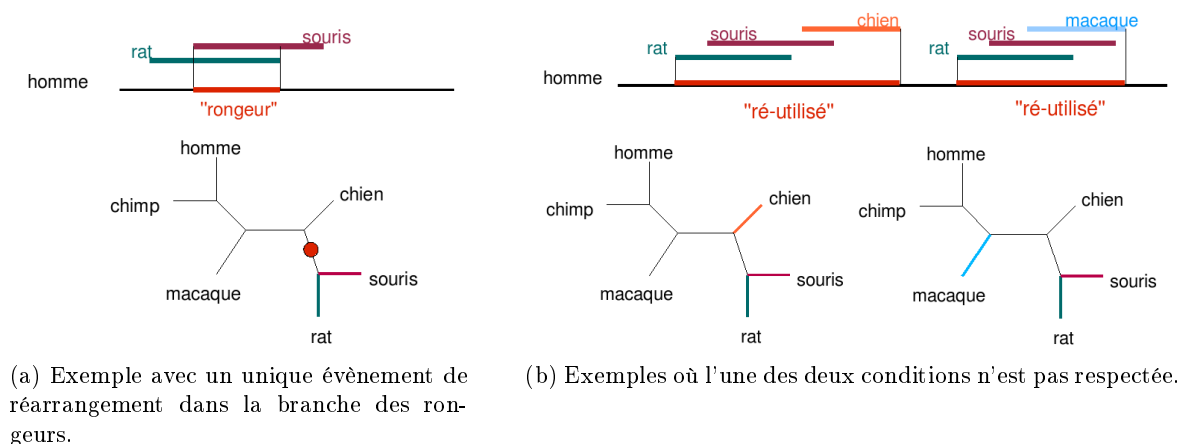 souris
rat
homme
"rongeur"
homme
chimp
chien
macaque
souris
rat
(a) Exemple avec un unique évènement de
réarrangement dans la branche des ron-
geurs.
chien
macaque
souris
souris
rat
rat
homme
"ré-utilisé"
"ré-utilisé"
homme
homme
chimp
chien
chimp
chien
macaque
souris
macaque
souris
rat
rat
(b) Exemples où l'une des deux conditions n'est pas respectée.